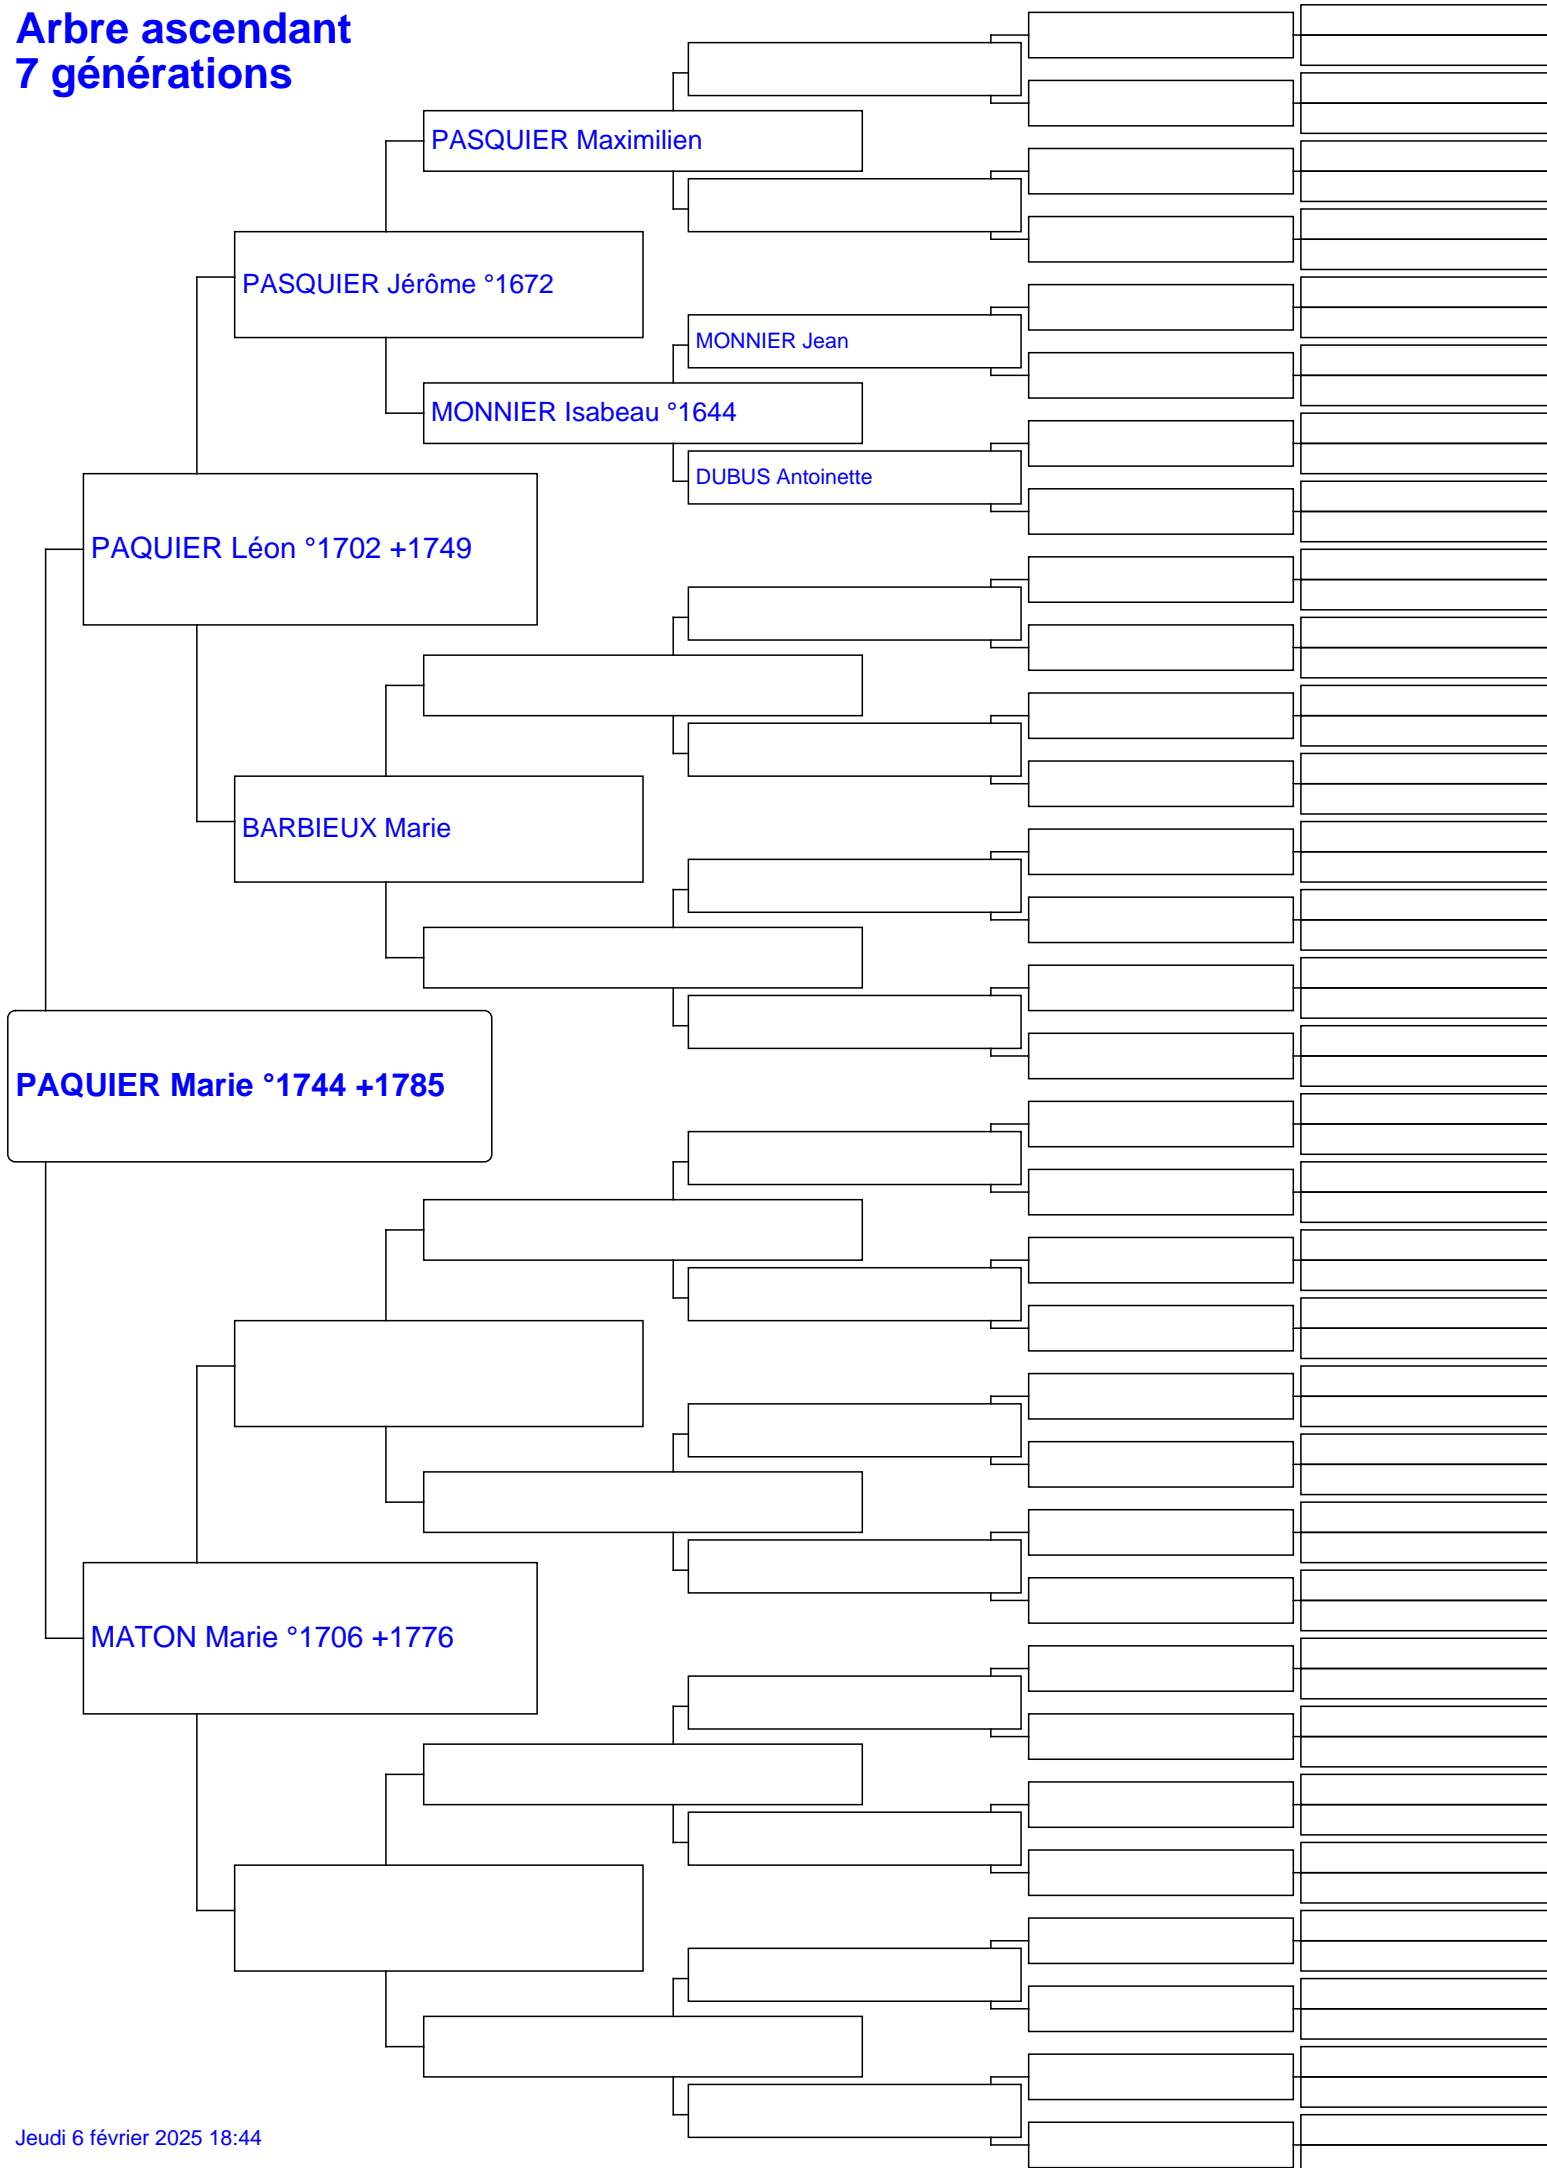 Arbre ascendant
7 générations
PASQUIER Maximilien
PASQUIER Jérôme °1672
MONNIER Jean
MONNIER Isabeau °1644
DUBUS Antoinette
PAQUIER Léon °1702 +1749
BARBIEUX Marie
PAQUIER Marie °1744 +1785
MATON Marie °1706 +1776
Jeudi 6 février 2025 18:44